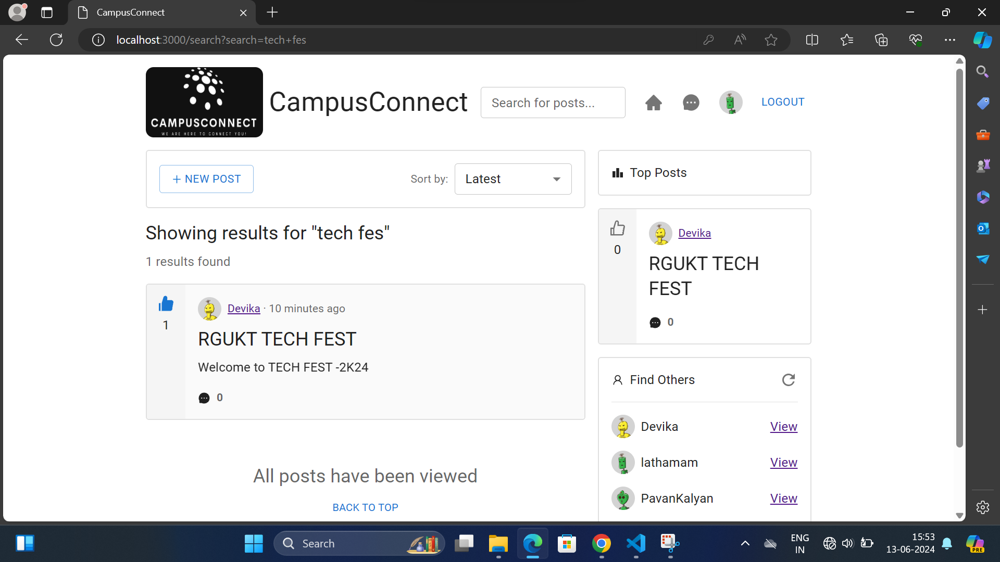 CampusConnect
localhost:3000/search?search=tech+fes
CAMPUSCONNECT
WE ARE HERE TO CONNECT YOU!
CampusConnect
Search for posts...
LOGOUT
+ NEW POST
Sort by:
Latest
Showing results for "tech fes"
1 results found
1
Devika · 10 minutes ago
RGUKT TECH FEST
Welcome to TECH FEST -2K24
0
All posts have been viewed
BACK TO TOP
Top Posts
0
Devika
RGUKT TECH
FEST
0
Find Others
Devika
View
lathamam
View
PavanKalyan
View
Search
ENG
IN
15:53
13-06-2024
PRE